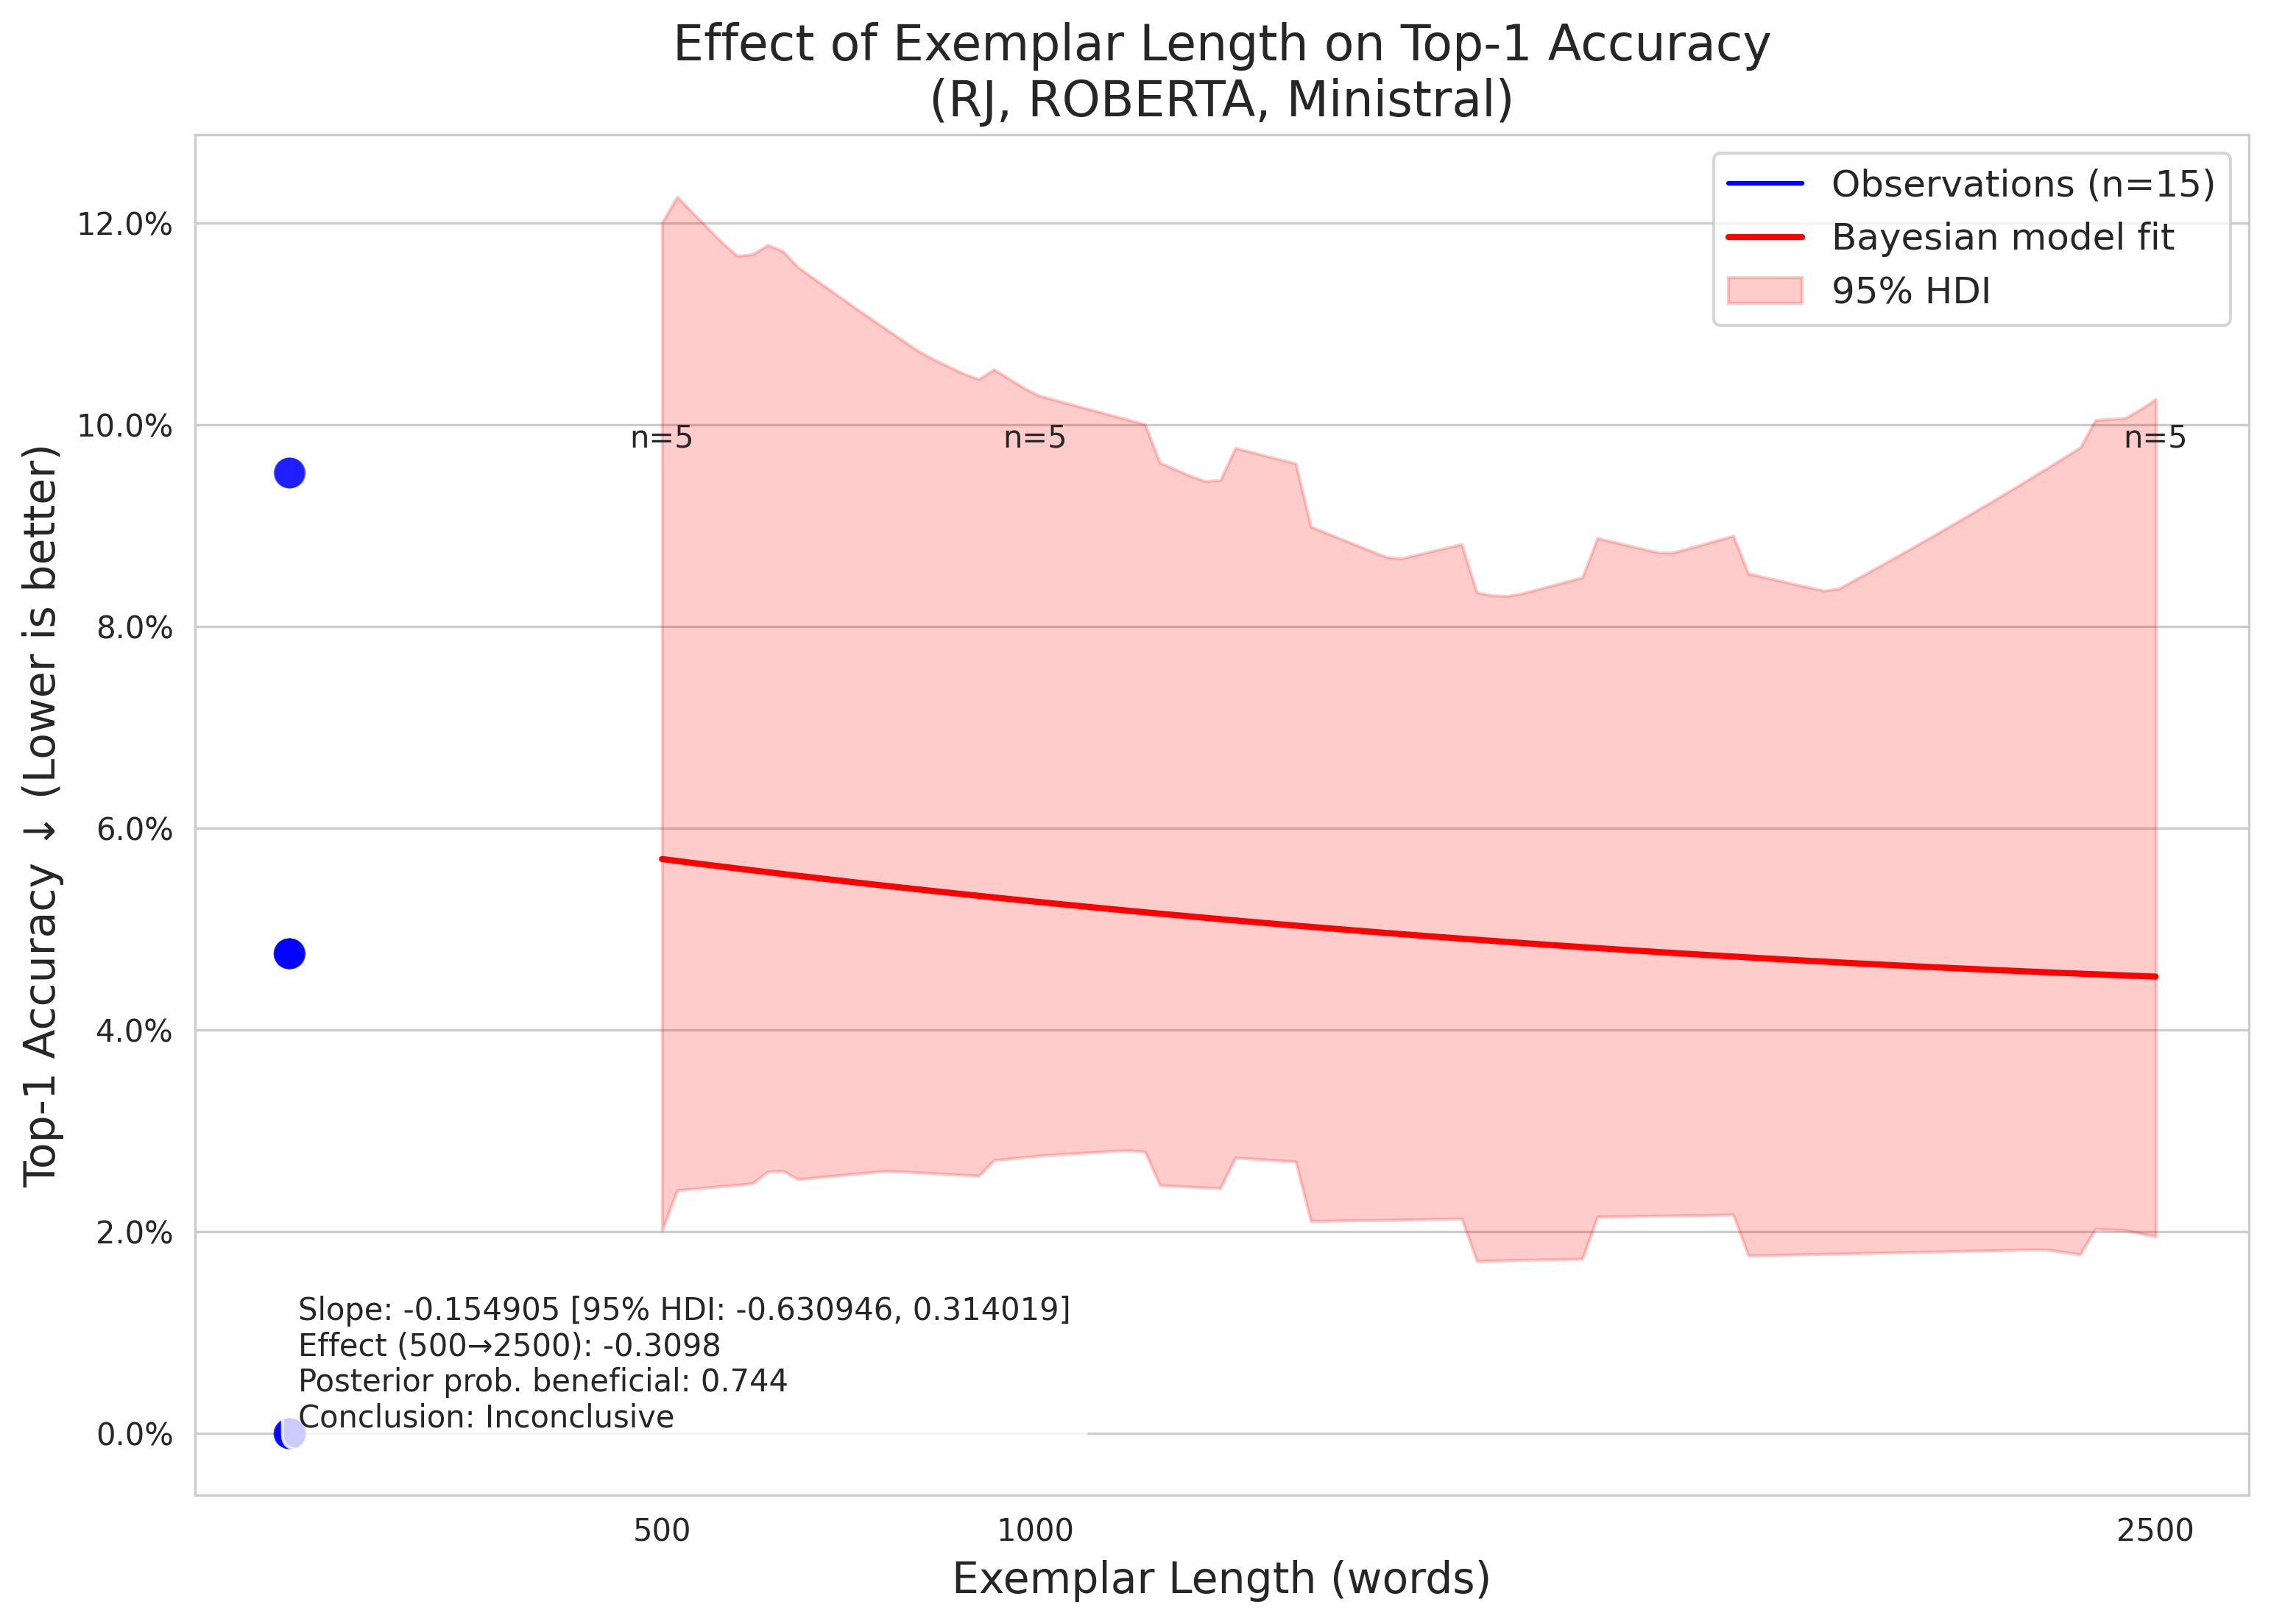 Effect of Exemplar Length on Top-1 Accuracy
(RJ, ROBERTA, Ministral)
Observations (n=15)
Bayesian model fit
95% HDI
Top-1 Accuracy ↓ (Lower is better)
12.0%
10.0%
8.0%
6.0%
4.0%
2.0%
0.0%
n=5
n=5
n=5
Slope: -0.154905 [95% HDI: -0.630946, 0.314019]
Effect (500→2500): -0.3098
Posterior prob. beneficial: 0.744
Conclusion: Inconclusive
500
1000
2500
Exemplar Length (words)